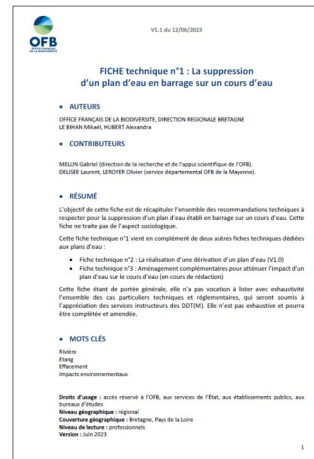 V1.1 du 12/06/2023
OFB
OFFICE FRANÇAIS
DE LA BIODIVERSITÉ
FICHE technique n°1 : La suppression
d'un plan d'eau en barrage sur un cours d'eau
• AUTEURS
OFFICE FRANÇAIS DE LA BIODIVERSITE, DIRECTION REGIONALE BRETAGNE
LE BIHAN Mikaël, HUBERT Alexandra
• CONTRIBUTEURS
MELUN Gabriel (direction de la recherche et de l'appui scientifique de l'OFB).
DELISEE Laurent, LEROYER Olivier (service départemental OFB de la Mayenne).
• RÉSUMÉ
L'objectif de cette fiche est de récapituler l'ensemble des recommandations techniques à
respecter pour la suppression d'un plan d'eau établi en barrage sur un cours d'eau. Cette
fiche ne traite pas de l'aspect sociologique.
Cette fiche technique n°1 vient en complément de deux autres fiches techniques dédiées
aux plans d'eau :
• Fiche technique n°2 : La réalisation d'une dérivation d'un plan d'eau (V1.0)
• Fiche technique n°3 : Aménagement complémentaires pour atténuer l'impact d'un
plan d'eau sur le cours d'eau (en cours de rédaction)
Cette fiche étant de portée générale, elle n'a pas vocation à lister avec exhaustivité
l'ensemble des cas particuliers techniques et réglementaires, qui seront soumis à
l'appréciation des services instructeurs des DDT(M). Elle n'est pas exhaustive et pourra
être complétée et amendée.
• MOTS CLÉS
Rivière
Etang
Effacement
Impacts environnementaux
Droits d'usage : accès réservé à l'OFB, aux services de l'État, aux établissements publics, aux
bureaux d'études
Niveau géographique : régional
Couverture géographique : Bretagne, Pays de la Loire
Niveau de lecture : professionnels
Version : Juin 2023
1